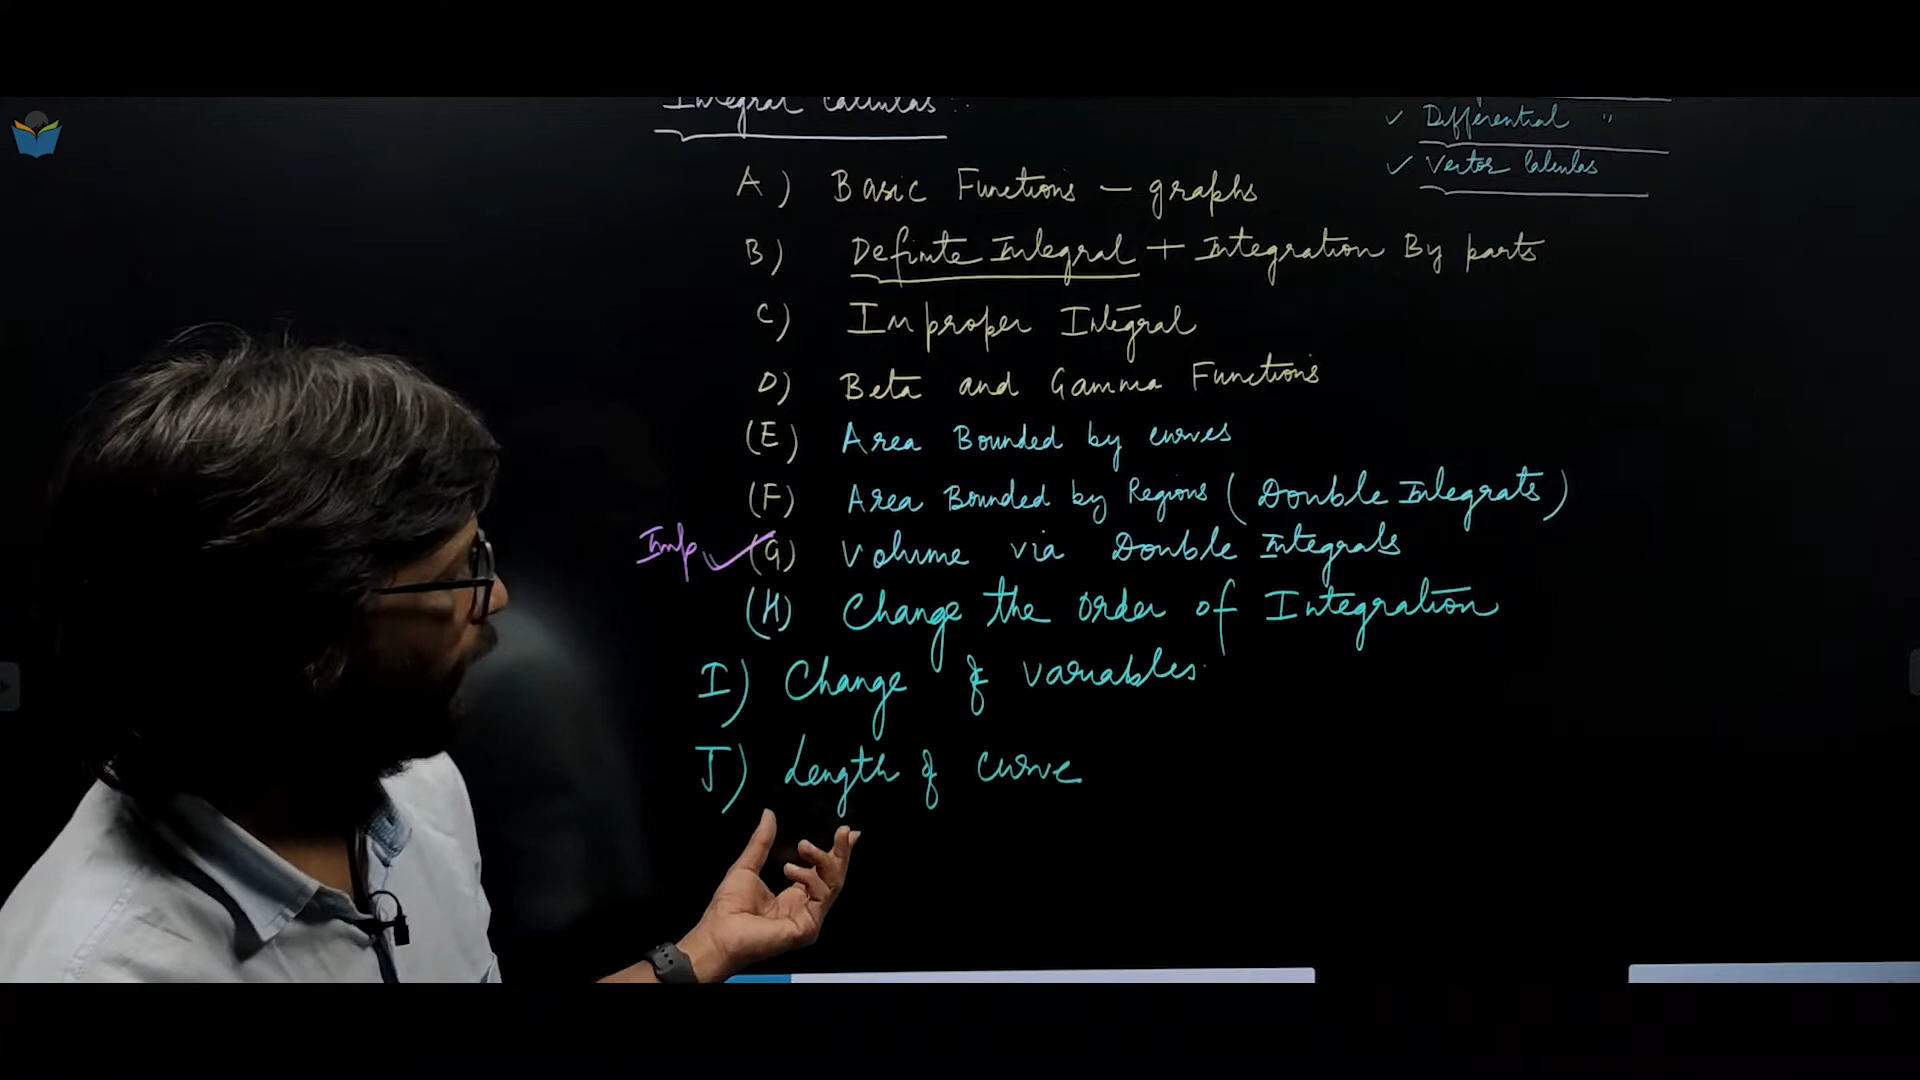 Integral Calculus :-
✓ Differential "
✓ Vector Calculus
A) Basic Functions — graphs
B) Definite Integral + Integration By parts
C) Improper Integral
D) Beta and Gamma Functions
(E) Area Bounded by curves
(F) Area Bounded by Regions (Double Integrats)
Imp ✓ (G) Volume via Double Integrals
(H) Change the order of Integration
I) Change of variables.
J) Length of curve